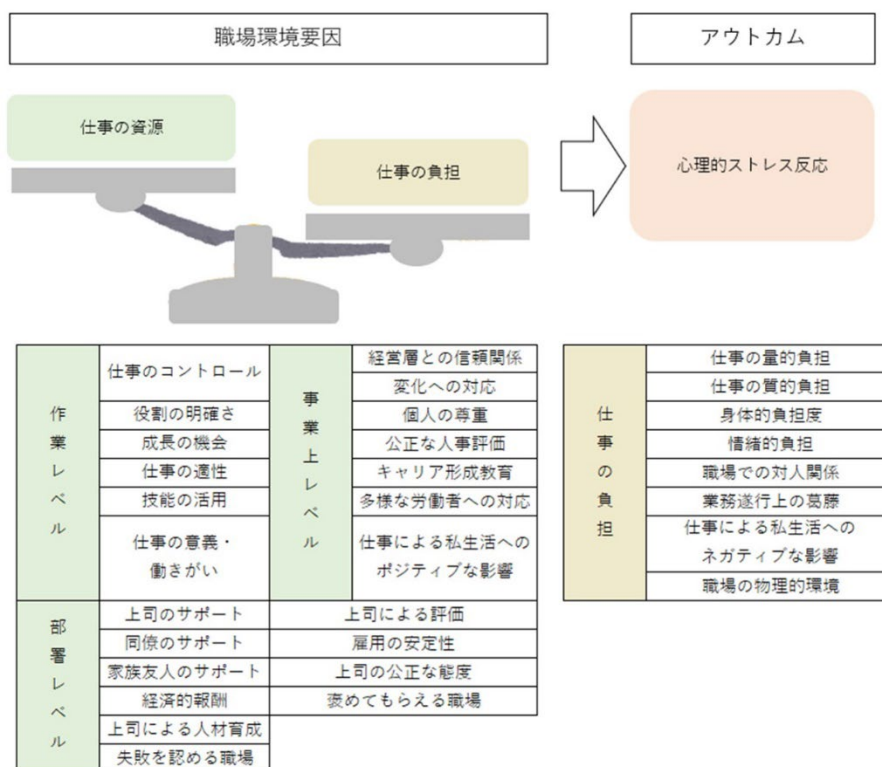 職場環境要因
アウトカム
仕事の資源
仕事の負担
心理的ストレス反応
作業レベル
仕事のコントロール
役割の明確さ
成長の機会
仕事の適性
技能の活用
仕事の意義・
働きがい
事業上レベル
経営層との信頼関係
変化への対応
個人の尊重
公正な人事評価
キャリア形成教育
多様な労働者への対応
仕事による私生活への
ポジティブな影響
部署レベル
上司のサポート
同僚のサポート
家族友人のサポート
経済的報酬
上司による人材育成
失敗を認める職場
上司による評価
雇用の安定性
上司の公正な態度
褒めてもらえる職場
仕事の負担
仕事の量的負担
仕事の質的負担
身体的負担度
情緒的負担
職場での対人関係
業務遂行上の葛藤
仕事による私生活への
ネガティブな影響
職場の物理的環境